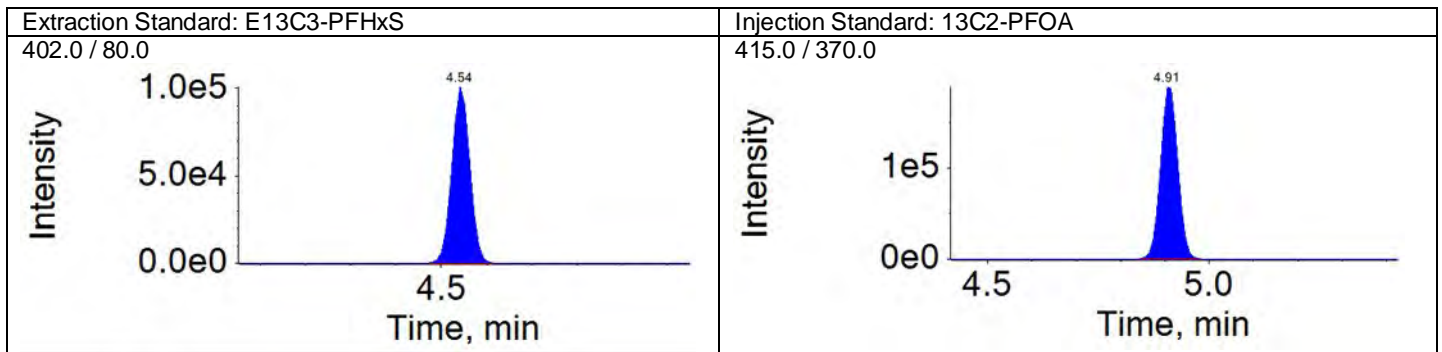 Extraction Standard: E13C3-PFHxS
402.0 / 80.0
4.54
1.0e5
5.0e4
0.0e0
Intensity
4.5
Time, min
Injection Standard: 13C2-PFOA
415.0 / 370.0
4.91
1e5
0e0
Intensity
4.5 5.0
Time, min